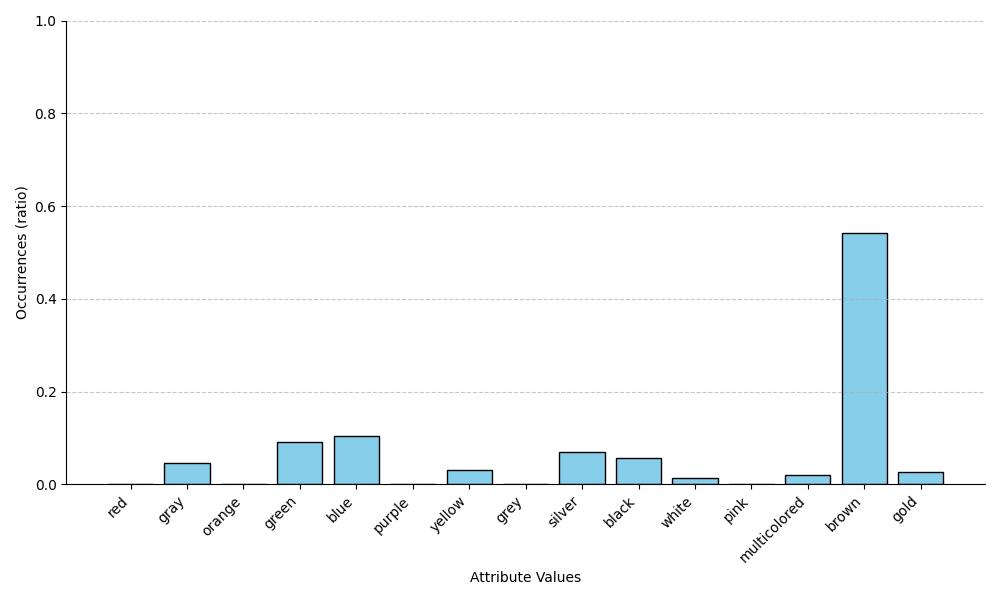 1.0
0.8
0.6
0.4
0.2
0.0
Occurrences (ratio)
red
gray
orange
green
blue
purple
yellow
grey
silver
black
white
pink
multicolored
brown
gold
Attribute Values